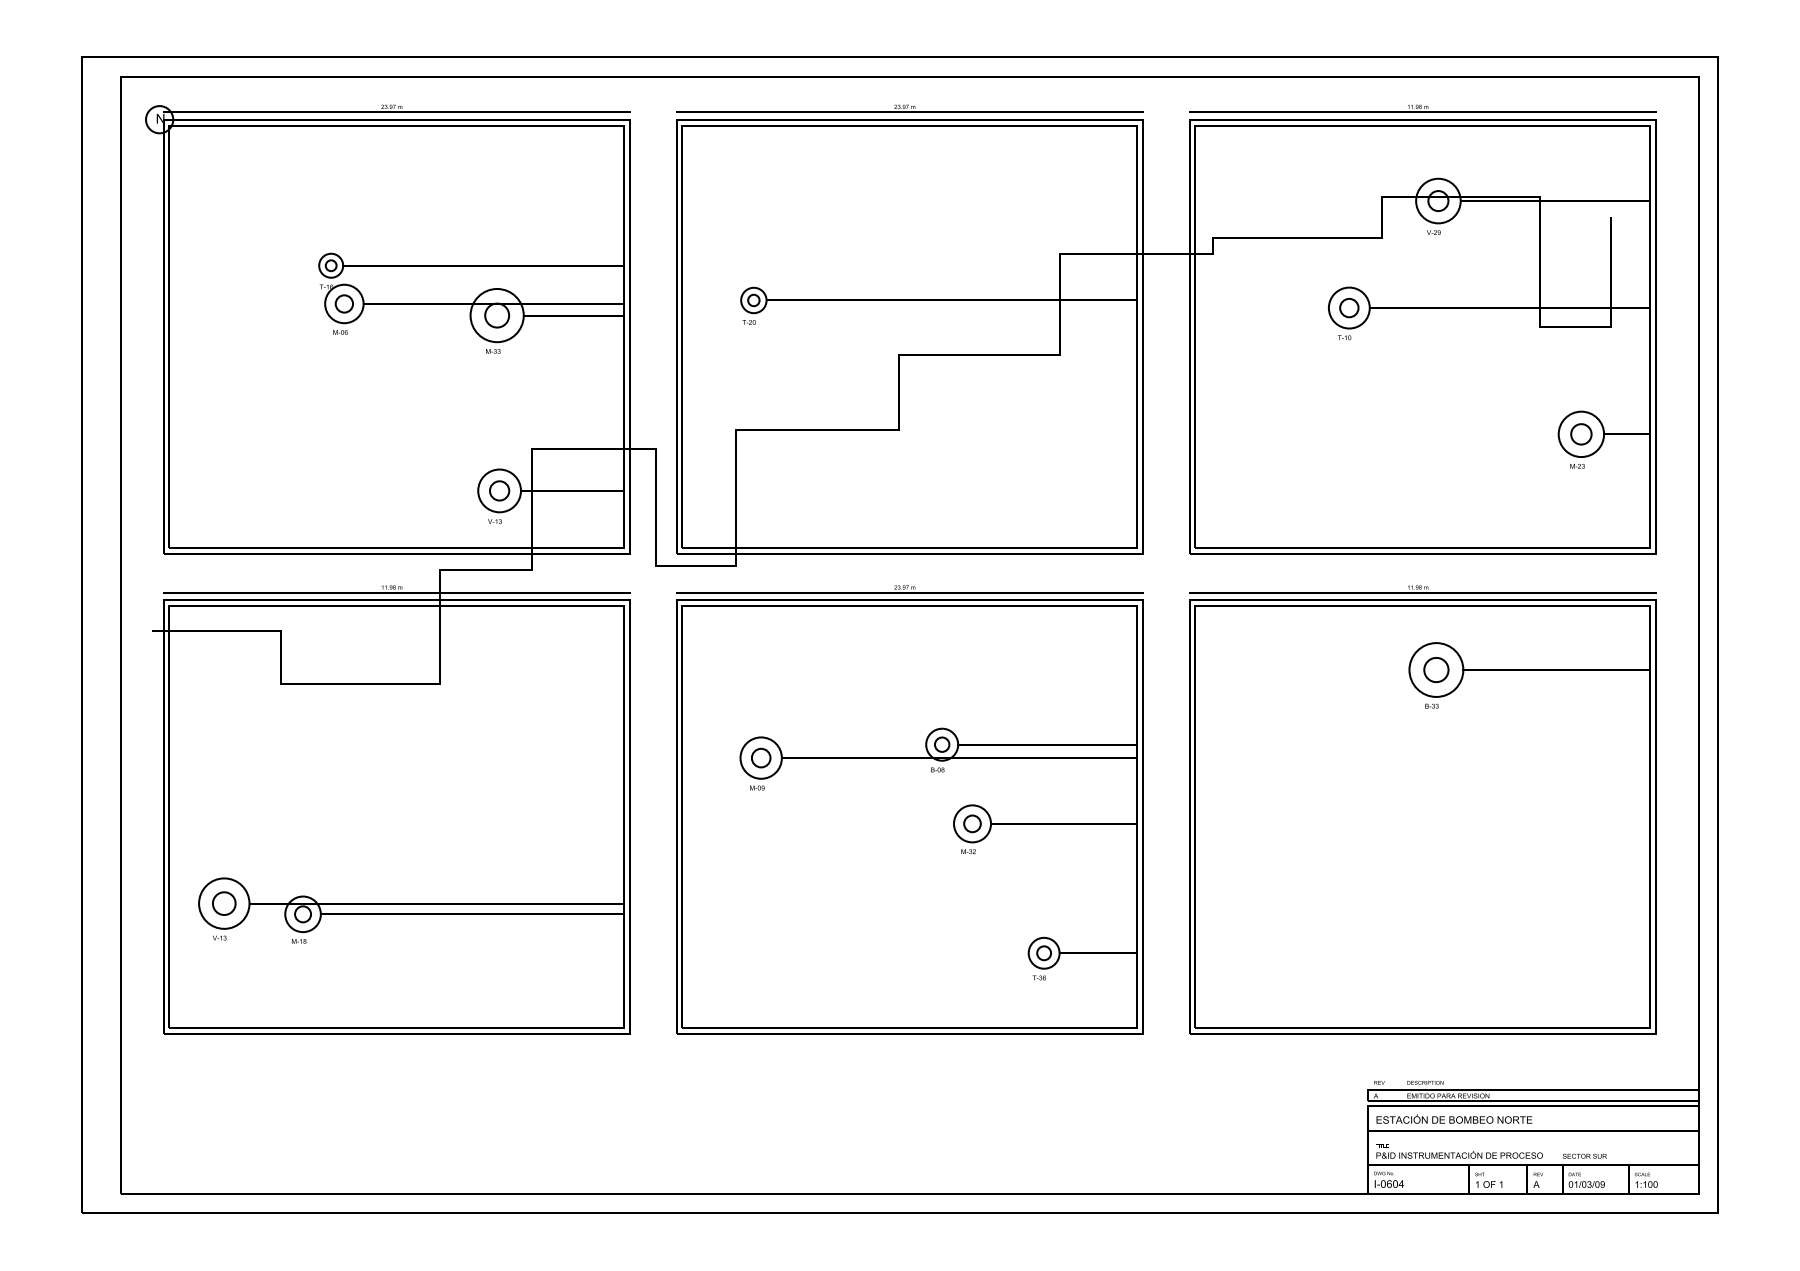 23.97 m
23.97 m
11.98 m
N
V-29
T-16
M-06
M-33
T-20
T-10
M-23
V-13
11.98 m
23.97 m
11.98 m
B-33
M-09
B-08
M-32
V-13
M-18
T-36
REV DESCRIPTION
A EMITIDO PARA REVISION
ESTACIÓN DE BOMBEO NORTE
TITLE
P&ID INSTRUMENTACIÓN DE PROCESO SECTOR SUR
DWG No. SHT REV DATE SCALE
I-0604 1 OF 1 A 01/03/09 1:100